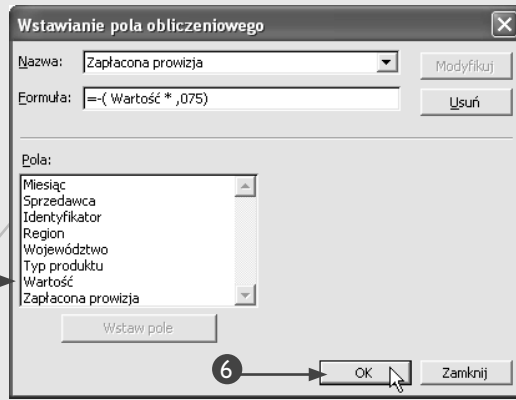 Wstawianie pola obliczeniowego
Nazwa: Zapłacona prowizja Modyfikuj
Formuła: =-( Wartość * ,075) Usuń
Pola:
Miesiąc
Sprzedawca
Identyfikator
Region
Województwo
Typ produktu
Wartość
Zapłacona prowizja
Wstaw pole
6 OK Zamknij